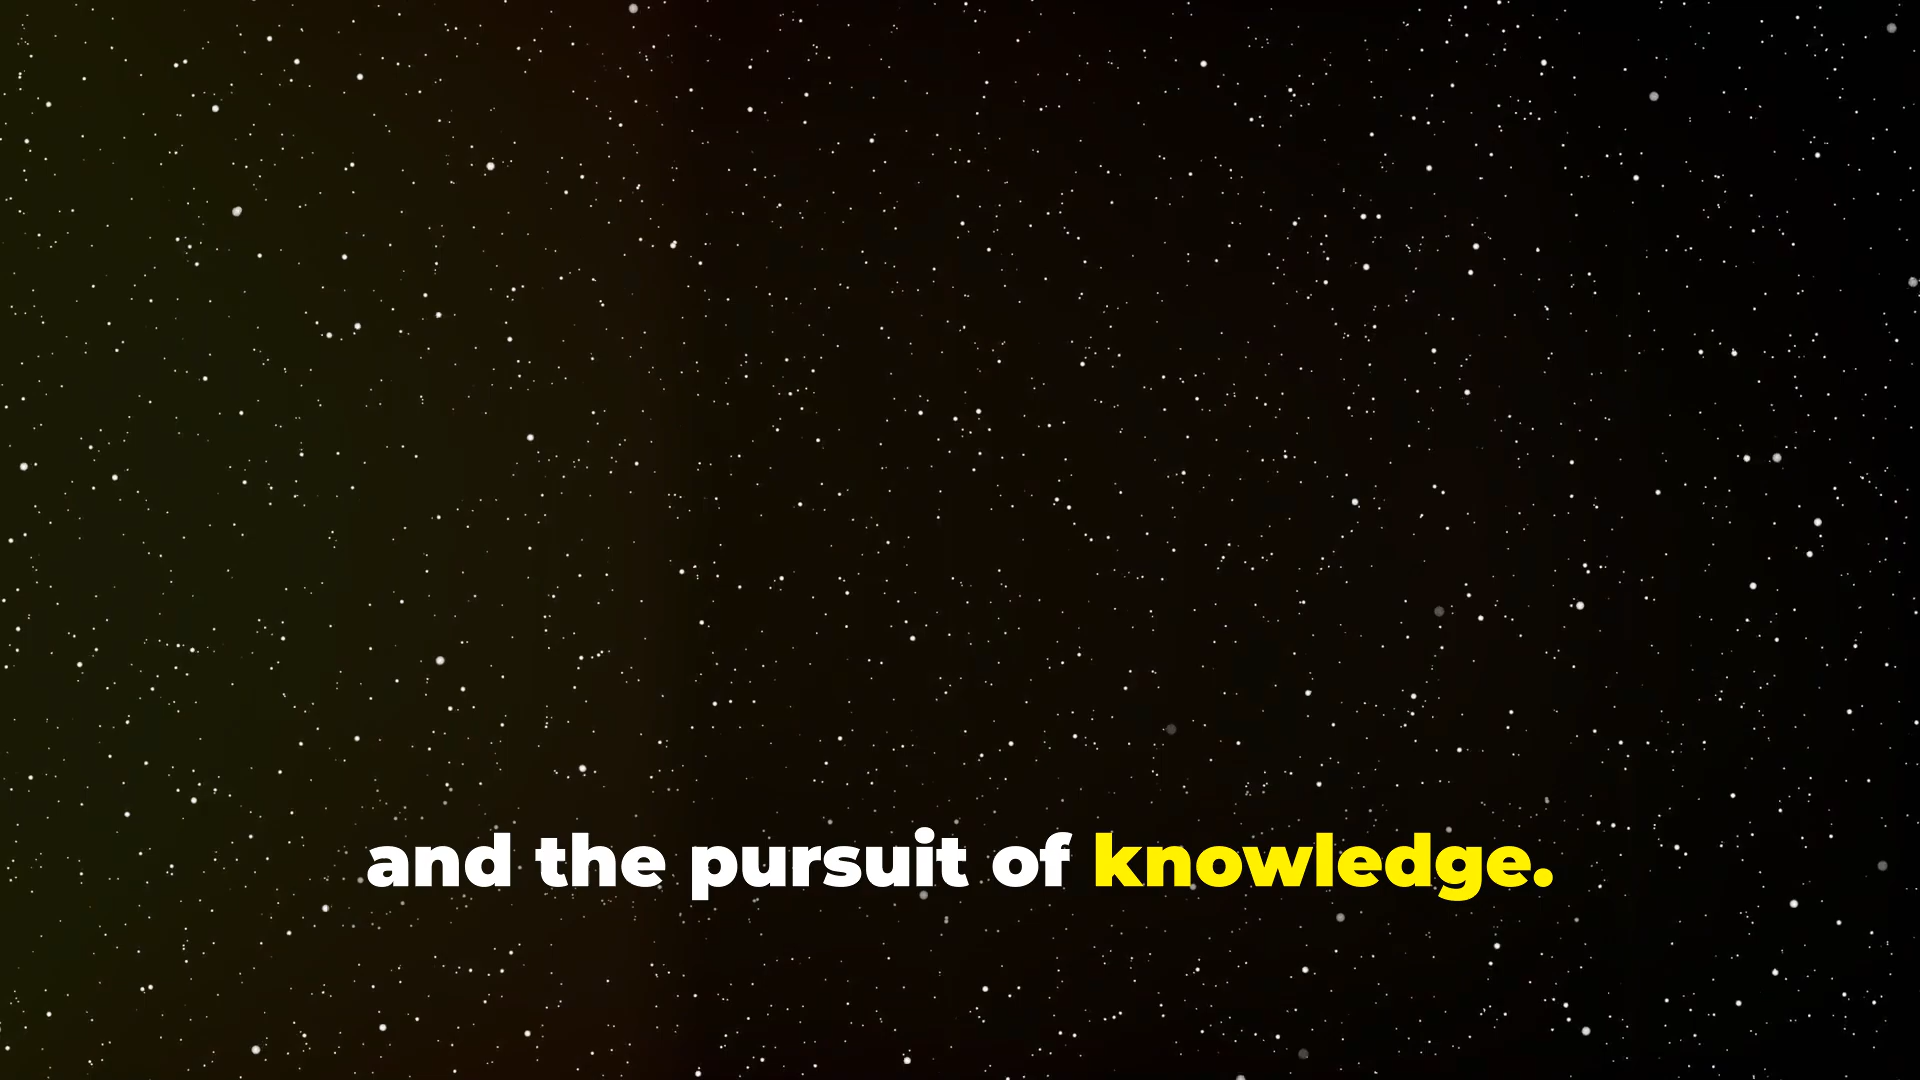 and the pursuit of knowledge.